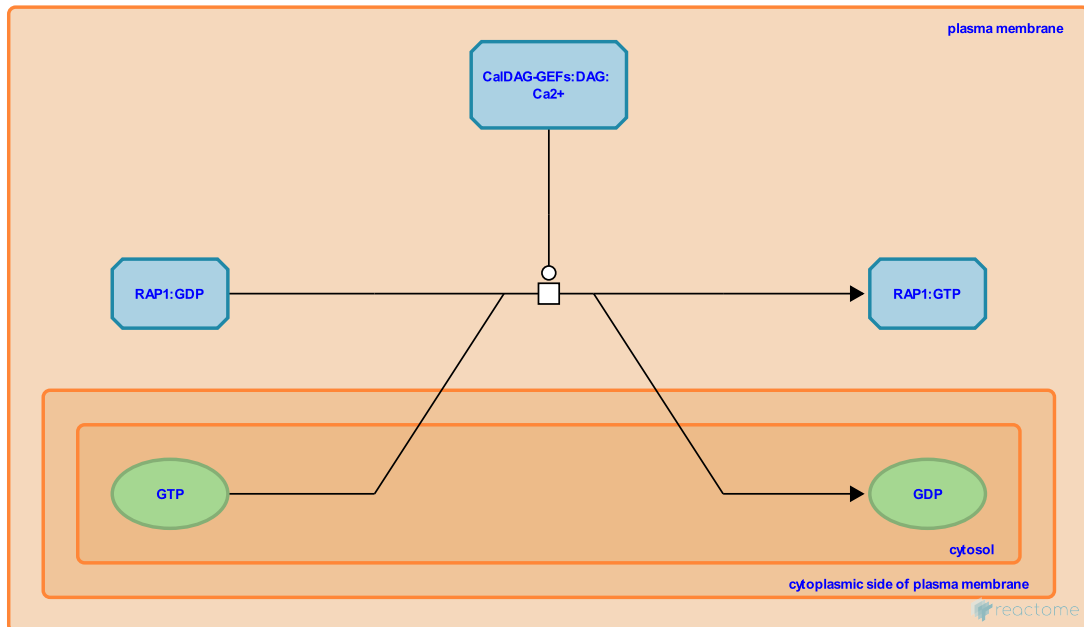 plasma membrane
CalDAG-GEFs:DAG:
Ca2+
RAP1:GDP
RAP1:GTP
GTP
GDP
cytosol
cytoplasmic side of plasma membrane
reactome